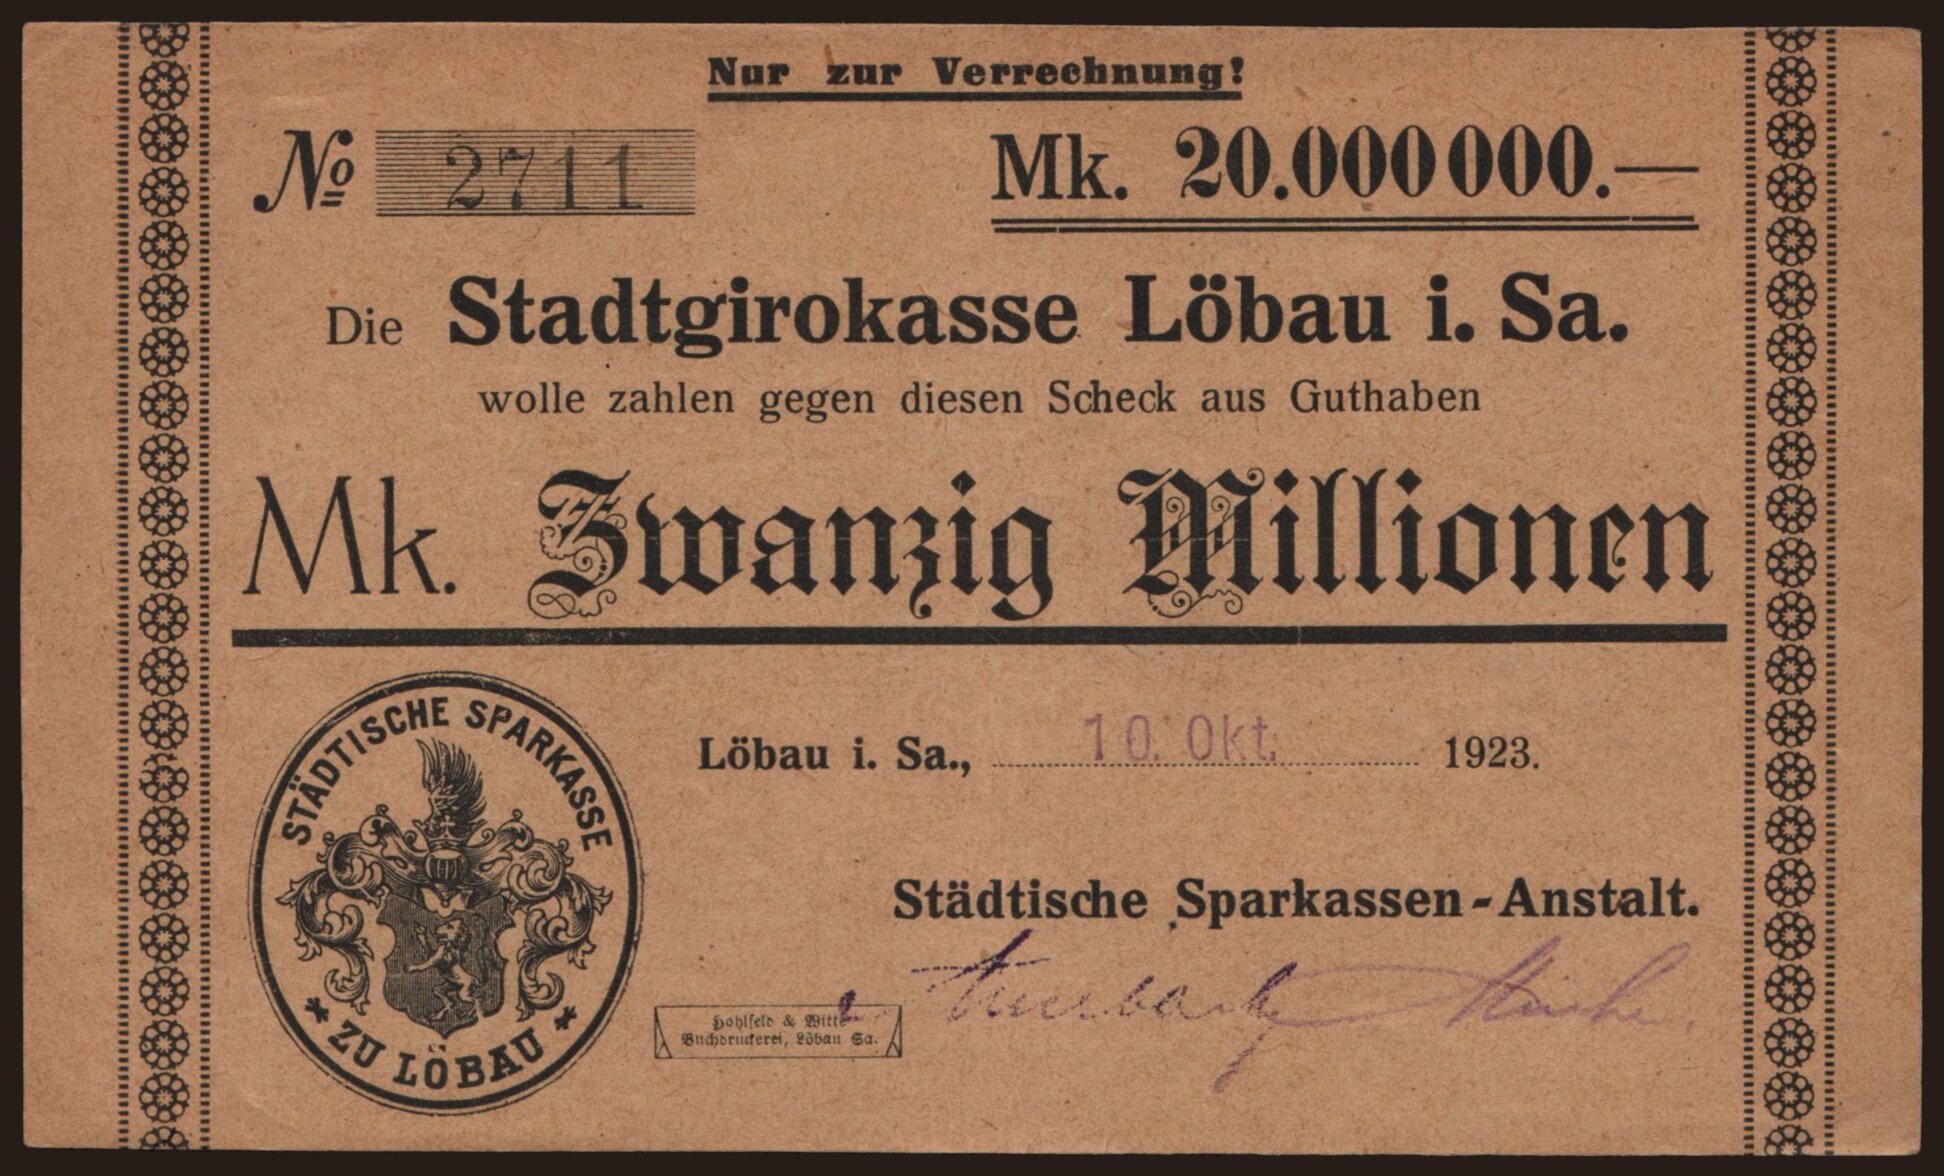 Nur zur Verrechnung!
No 2711 Mk. 20.000 000.—
Die Stadtgirokasse Löbau i. Sa.
wolle zahlen gegen diesen Scheck aus Guthaben
Mk. Zwanzig Millionen
STÄDTISCHE SPARKASSE
* ZU LÖBAU *
Löbau i. Sa., 10. Okt. 1923.
Städtische Sparkassen-Anstalt.
Hohlfeld & Witte
Buchdruckerei, Löbau Sa.